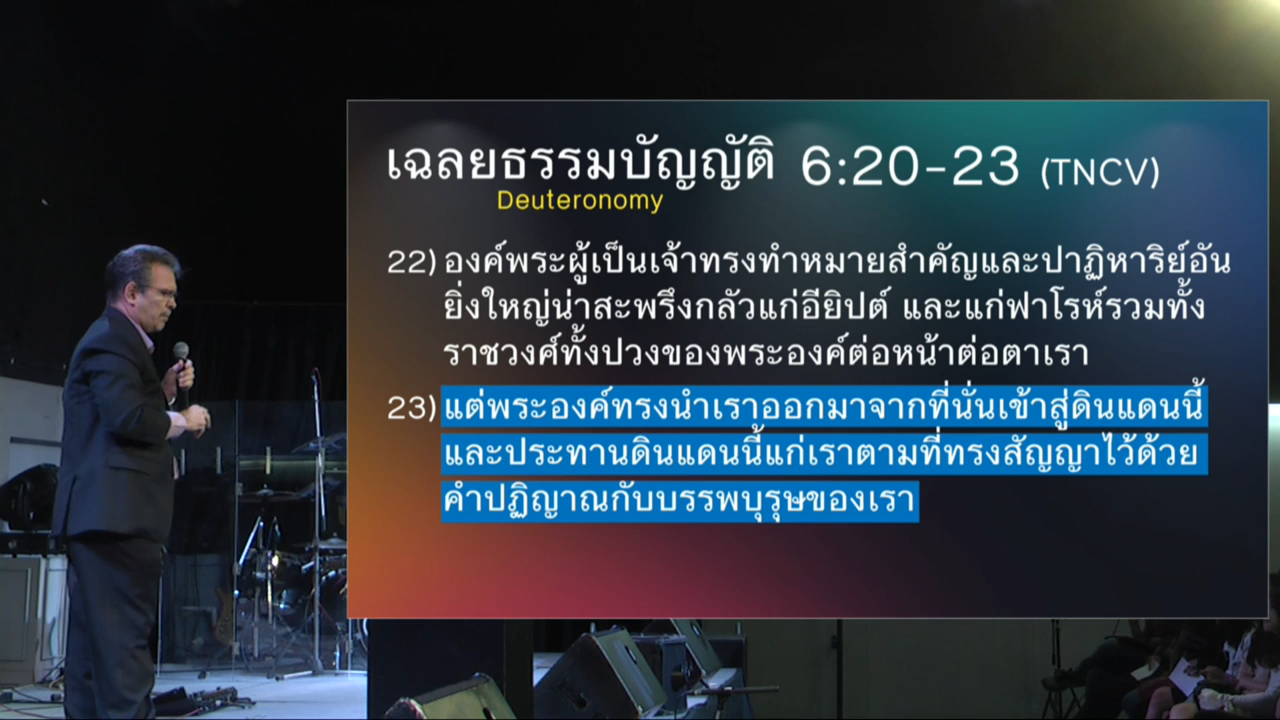 เฉลยธรรมบัญญัติ 6:20-23 (TNCV)
Deuteronomy
22) องค์พระผู้เป็นเจ้าทรงทำหมายสำคัญและปาฏิหาริย์อัน
ยิ่งใหญ่น่าสะพรึงกลัวแก่อียิปต์ และแก่ฟาโรห์รวมทั้ง
ราชวงศ์ทั้งปวงของพระองค์ต่อหน้าต่อตาเรา
23) แต่พระองค์ทรงนำเราออกมาจากที่นั่นเข้าสู่ดินแดนนี้
และประทานดินแดนนี้แก่เราตามที่ทรงสัญญาไว้ด้วย
คำปฏิญาณกับบรรพบุรุษของเรา